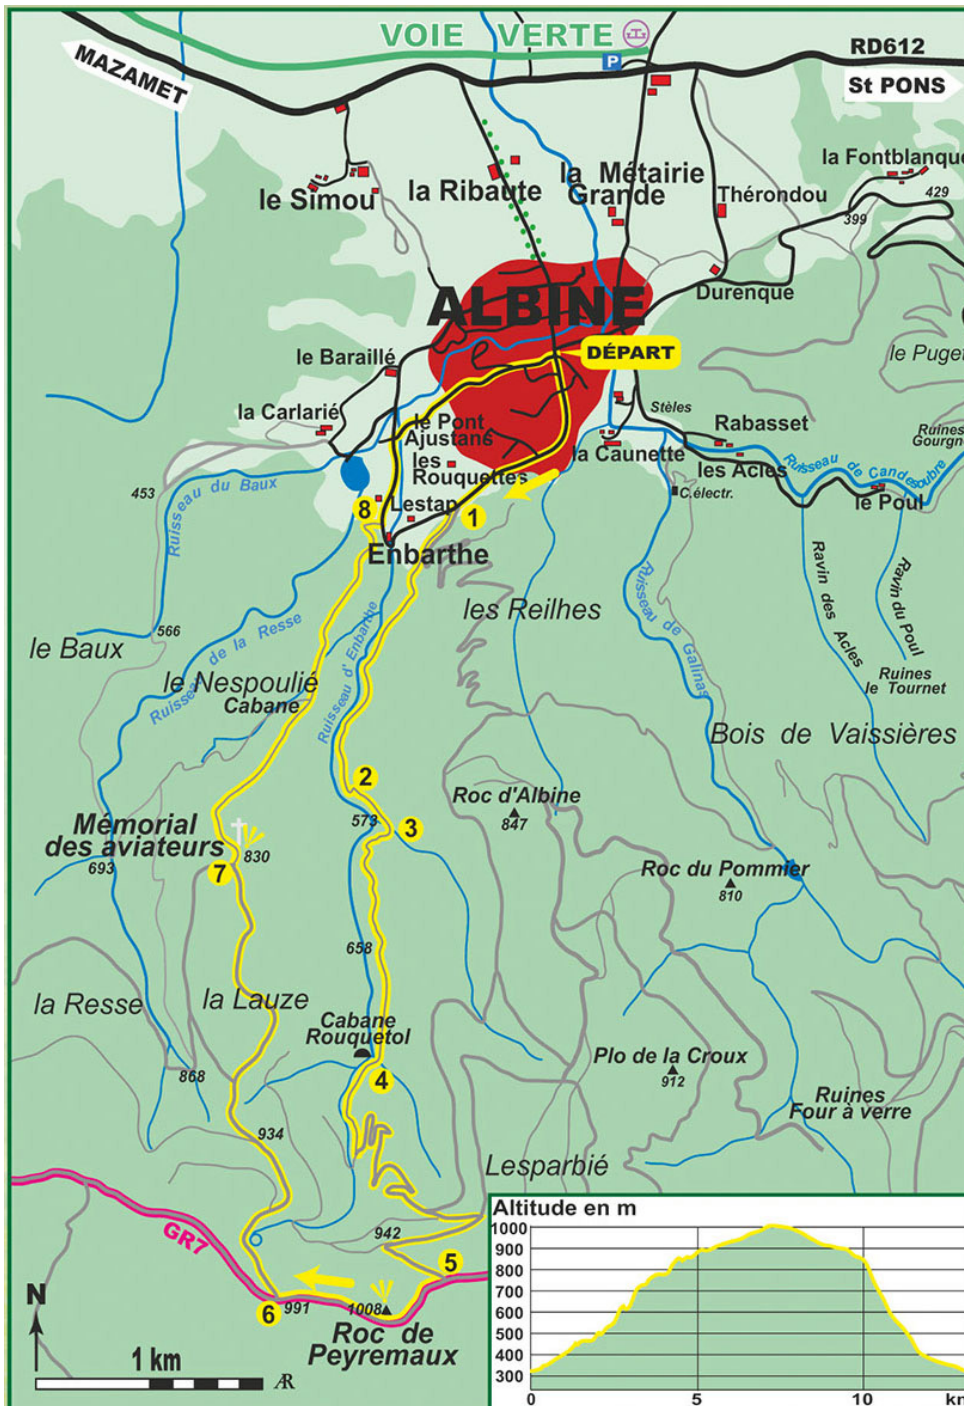 VOIE VERTE
P
RD612
MAZAMET
St PONS
la Fontblanque
429
399
le Simou
la Ribaute
la Métairie
Grande
Thérondou
Durenque
ALBINE
DÉPART
le Baraillé
le Puget
la Carlarié
le Pont
Ajustans
Stèles
Rabasset
Ruines
Gourgn
la Caunette
les
Rouquettes
les Acles
Ruisseau de Candesoubre
453
Ruisseau du Baux
C.électr.
le Poul
8
Lestap
1
Enbarthe
Ravin des Acles
Ravin du Poul
les Reilhes
Ruisseau de Galinas
566
le Baux
Ruisseau de la Resse
Ruisseau d' Enbarthe
le Nespoulié
Cabane
Ruines
le Tournet
Bois de Vaissières
2
Roc d'Albine
847
573
3
Mémorial
des aviateurs
830
693
7
Roc du Pommier
810
658
la Resse
la Lauze
Cabane
Rouquetol
4
868
Plo de la Croux
912
Ruines
Four à verre
934
Lesparbié
GR7
942
5
6
991
1008
Roc de
Peyremaux
N
1 km
AR
Altitude en m
1000
900
800
700
600
500
400
300
0
5
10
km